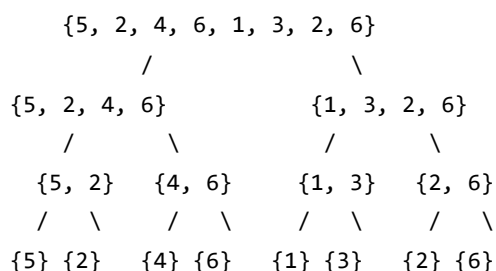 {5, 2, 4, 6, 1, 3, 2, 6}
/ \
{5, 2, 4, 6} {1, 3, 2, 6}
/ \ / \
{5, 2} {4, 6} {1, 3} {2, 6}
/ \ / \ / \ / \
{5} {2} {4} {6} {1} {3} {2} {6}